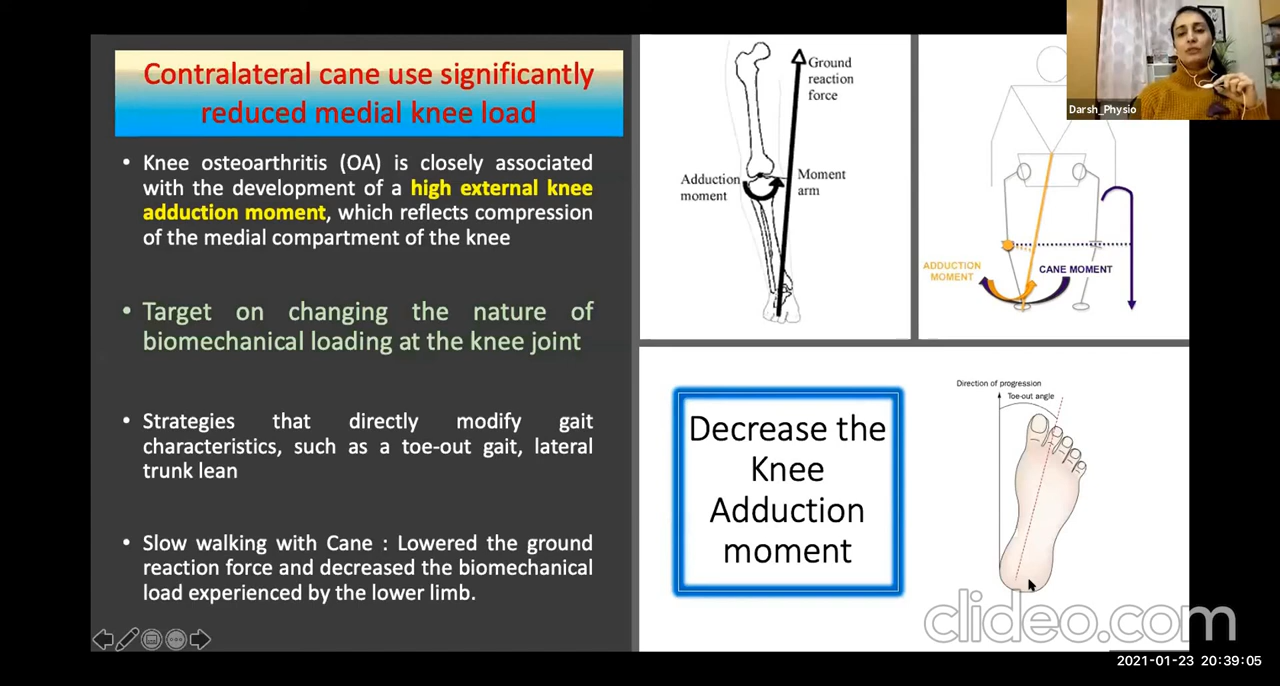 Contralateral cane use significantly
reduced medial knee load
• Knee osteoarthritis (OA) is closely associated
with the development of a high external knee
adduction moment, which reflects compression
of the medial compartment of the knee
• Target on changing the nature of
biomechanical loading at the knee joint
• Strategies that directly modify gait
characteristics, such as a toe-out gait, lateral
trunk lean
• Slow walking with Cane : Lowered the ground
reaction force and decreased the biomechanical
load experienced by the lower limb.
Ground
reaction
force
Adduction
moment
Moment
arm
Darsh_Physio
ADDUCTION
MOMENT
CANE MOMENT
Decrease the
Knee
Adduction
moment
Direction of progression
Toe-out angle
clideo.com
2021-01-23 20:39:05